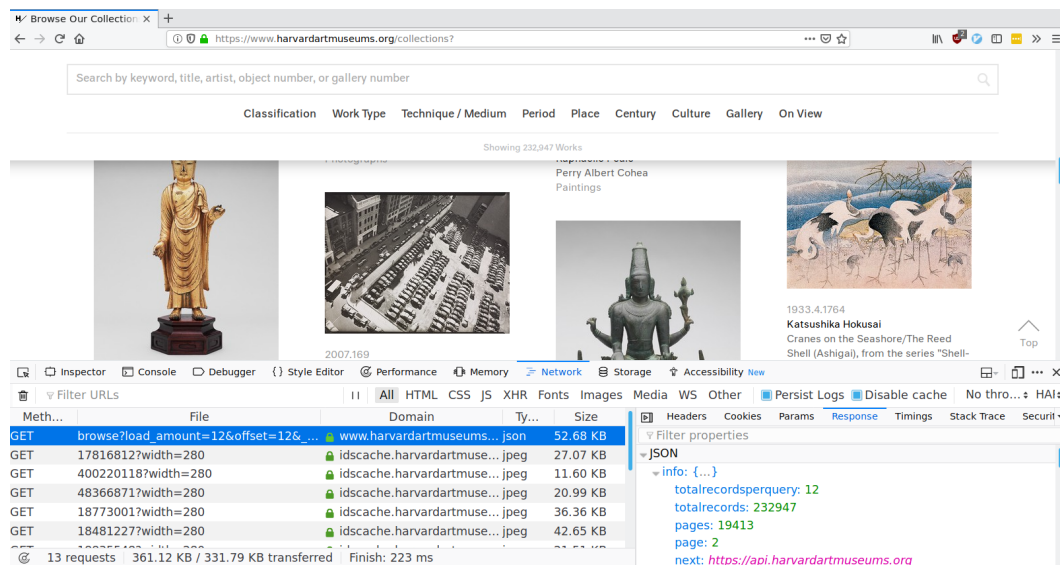 Browse Our Collection
https://www.harvardartmuseums.org/collections?
Search by keyword, title, artist, object number, or gallery number
Classification Work Type Technique / Medium Period Place Century Culture Gallery On View
Showing 232,947 Works
Photographs
Raphaelle Peale
Perry Albert Cohea
Paintings
1933.4.1764
Katsushika Hokusai
Cranes on the Seashore/The Reed
Shell (Ashigai), from the series "Shell-
Top
2007.169
Inspector Console Debugger {} Style Editor Performance Memory Network Storage Accessibility New
Filter URLs All HTML CSS JS XHR Fonts Images Media WS Other Persist Logs Disable cache No thro... HAR
Meth... File Domain Ty... Size Headers Cookies Params Response Timings Stack Trace Securit
GET browse?load_amount=12&offset=12&_... www.harvardartmuseums... json 52.68 KB
Filter properties
GET 17816812?width=280 idscache.harvardartmuse... jpeg 27.07 KB
JSON
GET 400220118?width=280 idscache.harvardartmuse... jpeg 11.60 KB
info: {...}
GET 48366871?width=280 idscache.harvardartmuse... jpeg 20.99 KB
totalrecordsperquery: 12
GET 18773001?width=280 idscache.harvardartmuse... jpeg 36.36 KB
totalrecords: 232947
GET 18481227?width=280 idscache.harvardartmuse... jpeg 42.65 KB
pages: 19413
page: 2
13 requests 361.12 KB / 331.79 KB transferred Finish: 223 ms
next: https://api.harvardartmuseums.org